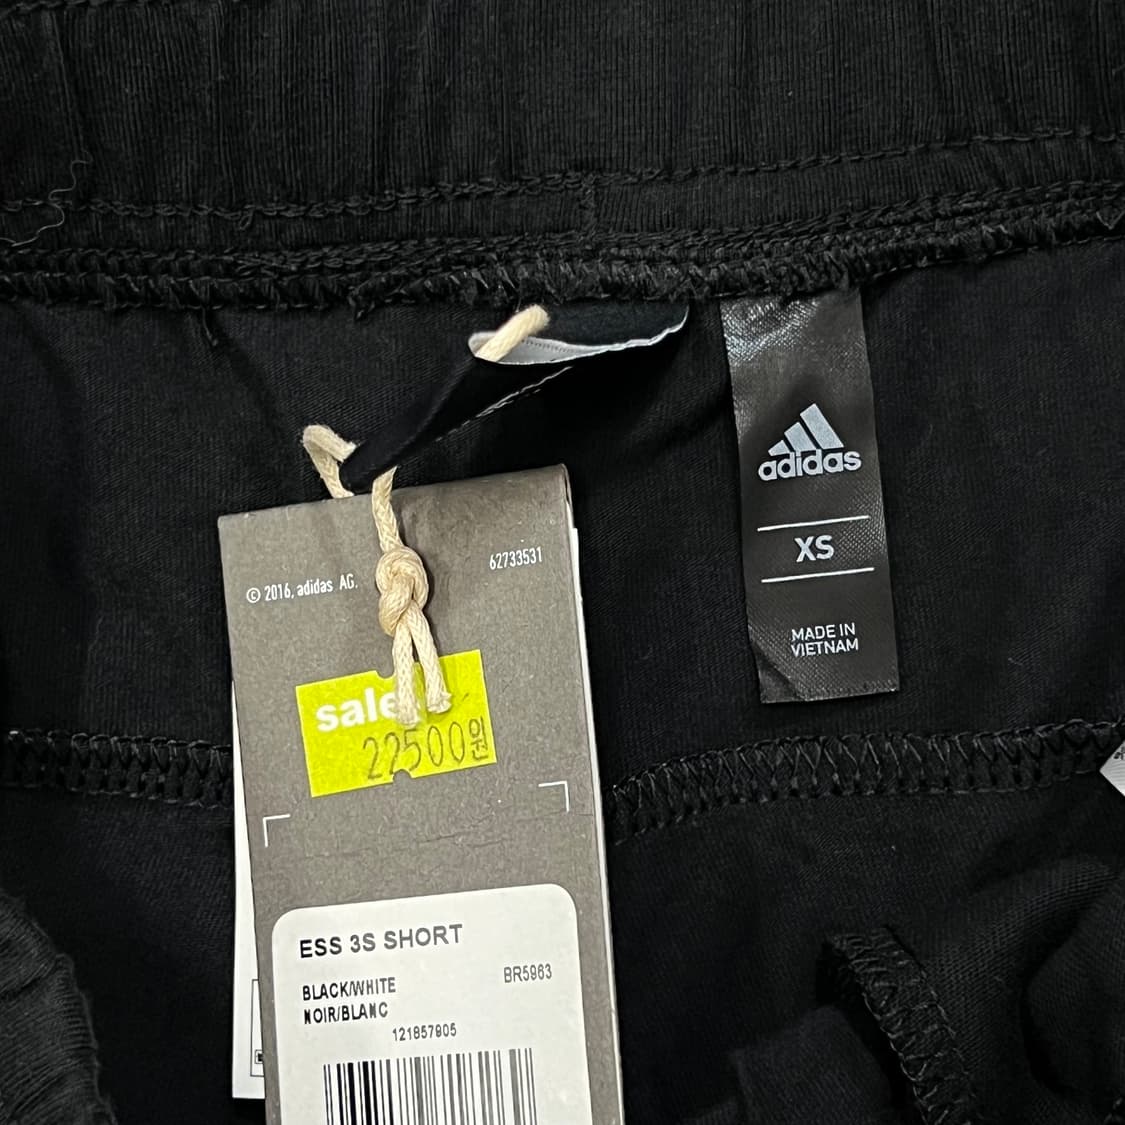 adidas
XS
MADE IN
VIETNAM
© 2016, adidas AG.
62733531
sale
22500원
ESS 3S SHORT
BLACK/WHITE
BR5963
NOIR/BLANC
121857905